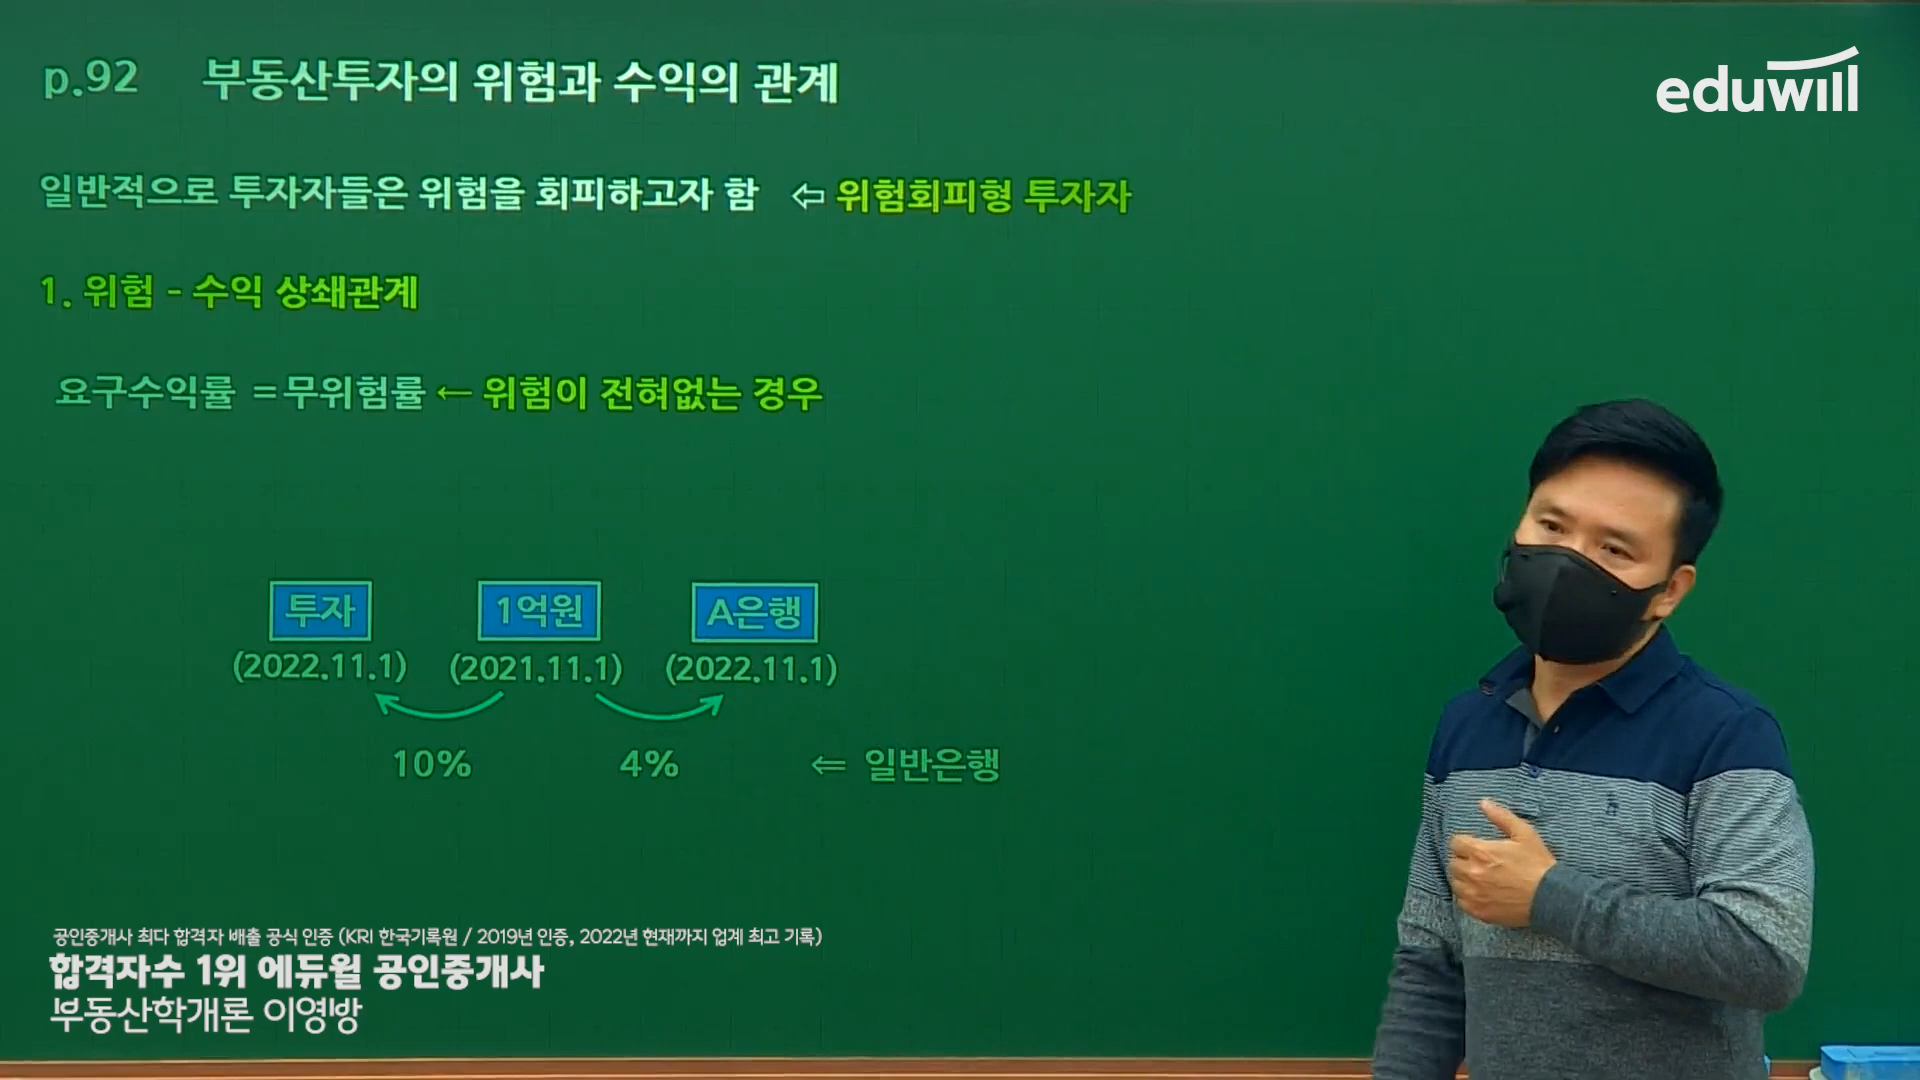 p.92 부동산투자의 위험과 수익의 관계
eduwill
일반적으로 투자자들은 위험을 회피하고자 함 ⇦ 위험회피형 투자자
1. 위험 - 수익 상쇄관계
요구수익률 = 무위험률 ← 위험이 전혀없는 경우
투자 1억원 A은행
(2022.11.1) (2021.11.1) (2022.11.1)
10% 4% ⇐ 일반은행
공인중개사 최다 합격자 배출 공식 인증 (KRI 한국기록원 / 2019년 인증, 2022년 현재까지 업계 최고 기록)
합격자수 1위 에듀윌 공인중개사
부동산학개론 이영방